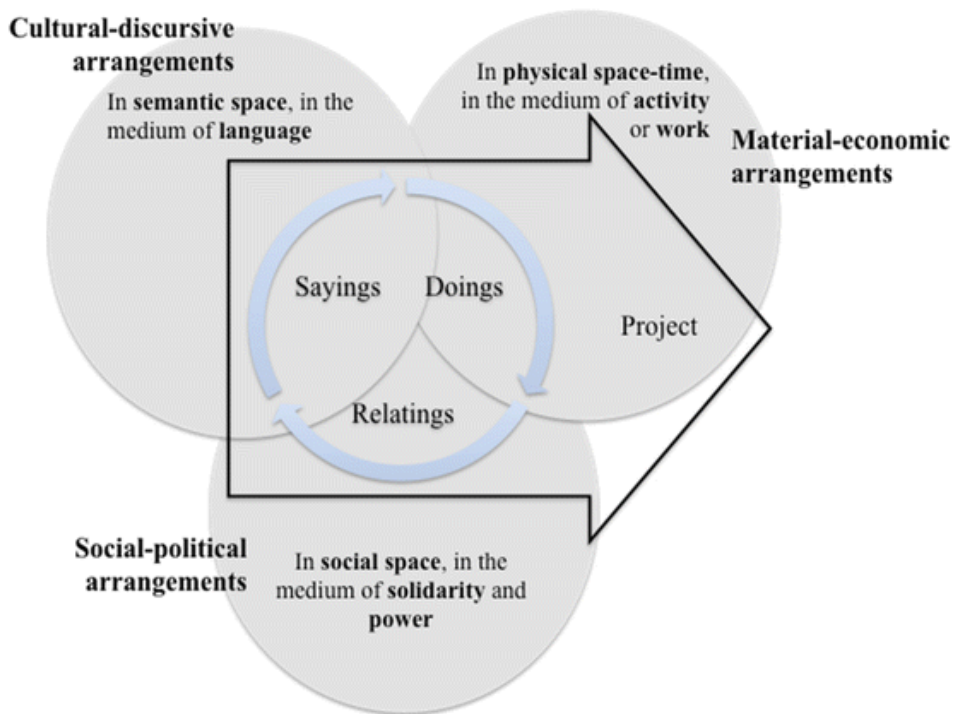 Cultural-discursive
arrangements
In semantic space, in the
medium of language
In physical space-time,
in the medium of activity
or work
Material-economic
arrangements
Sayings
Doings
Project
Relatings
Social-political
arrangements
In social space, in the
medium of solidarity and
power